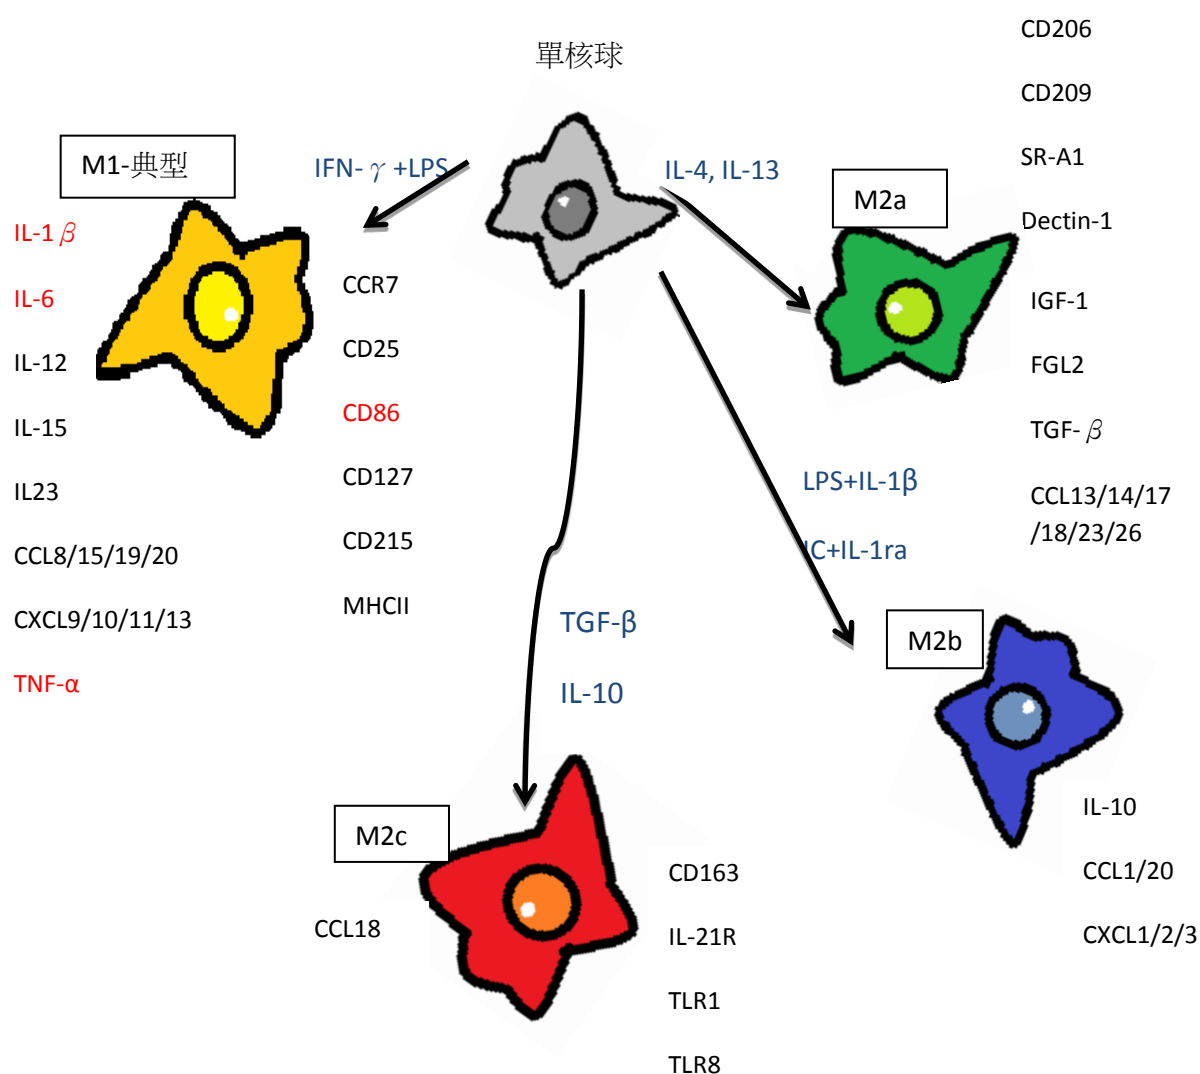 單核球
M1-典型
IFN-γ+LPS
IL-4, IL-13
M2a
CD206
CD209
SR-A1
Dectin-1
IGF-1
FGL2
TGF-β
CCL13/14/17
/18/23/26
IL-1β
IL-6
IL-12
IL-15
IL23
CCL8/15/19/20
CXCL9/10/11/13
TNF-α
CCR7
CD25
CD86
CD127
CD215
MHCII
LPS+IL-1β
IC+IL-1ra
TGF-β
IL-10
M2b
IL-10
CCL1/20
CXCL1/2/3
M2c
CCL18
CD163
IL-21R
TLR1
TLR8